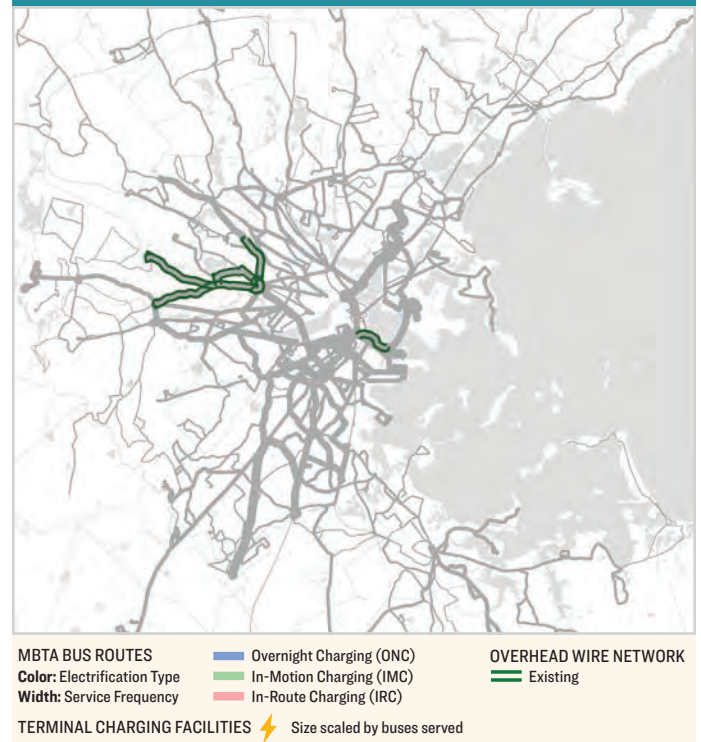 MBTA BUS ROUTES
Color: Electrification Type
Width: Service Frequency
Overnight Charging (ONC)
In-Motion Charging (IMC)
In-Route Charging (IRC)
OVERHEAD WIRE NETWORK
Existing
TERMINAL CHARGING FACILITIES Size scaled by buses served